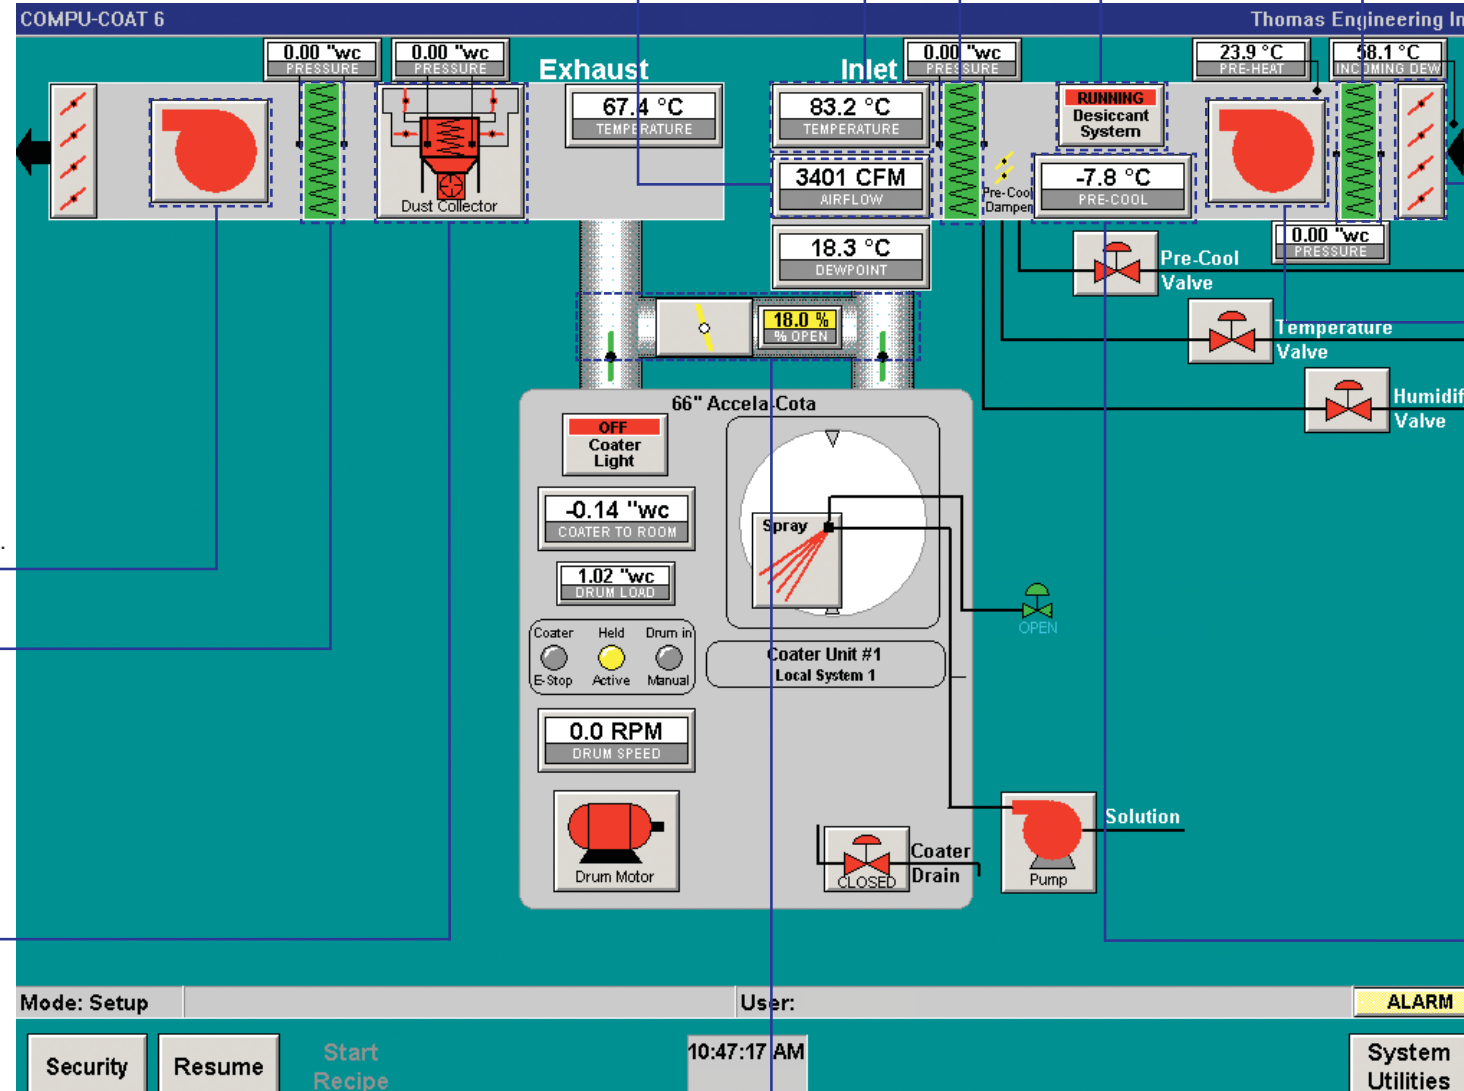 COMPU-COAT 6
Thomas Engineering In
0.00 "wc
PRESSURE
0.00 "wc
PRESSURE
Exhaust
Inlet
0.00 "wc
PRESSURE
23.9 °C
PRE-HEAT
58.1 °C
INCOMING DEW
67.4 °C
TEMPERATURE
83.2 °C
TEMPERATURE
RUNNING
Desiccant
System
3401 CFM
AIRFLOW
Pre-Cool
Damper
-7.8 °C
PRE-COOL
Dust Collector
18.3 °C
DEWPOINT
0.00 "wc
PRESSURE
Pre-Cool
Valve
18.0 %
% OPEN
Temperature
Valve
Humidif
Valve
66" Accela-Cota
OFF
Coater
Light
-0.14 "wc
COATER TO ROOM
Spray
1.02 "wc
DRUM LOAD
OPEN
Coater Held Drum in
E-Stop Active Manual
Coater Unit #1
Local System 1
0.0 RPM
DRUM SPEED
Drum Motor
Solution
Coater
Drain
CLOSED
Pump
Mode: Setup
User:
ALARM
Security
Resume
Start
Recipe
10:47:17 AM
System
Utilities